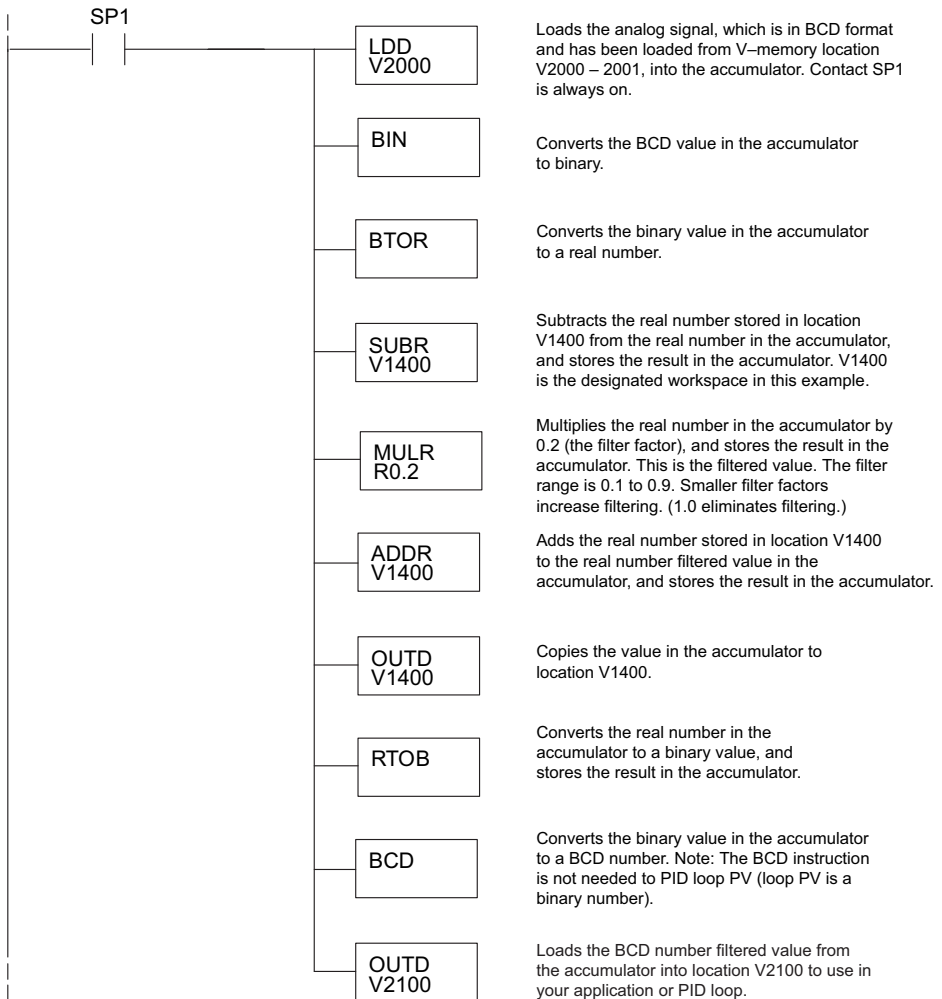 SP1
LDD
V2000
Loads the analog signal, which is in BCD format
and has been loaded from V–memory location
V2000 – 2001, into the accumulator. Contact SP1
is always on.
BIN
Converts the BCD value in the accumulator
to binary.
BTOR
Converts the binary value in the accumulator
to a real number.
SUBR
V1400
Subtracts the real number stored in location
V1400 from the real number in the accumulator,
and stores the result in the accumulator. V1400
is the designated workspace in this example.
MULR
R0.2
Multiplies the real number in the accumulator by
0.2 (the filter factor), and stores the result in the
accumulator. This is the filtered value. The filter
range is 0.1 to 0.9. Smaller filter factors
increase filtering. (1.0 eliminates filtering.)
ADDR
V1400
Adds the real number stored in location V1400
to the real number filtered value in the
accumulator, and stores the result in the accumulator.
OUTD
V1400
Copies the value in the accumulator to
location V1400.
RTOB
Converts the real number in the
accumulator to a binary value, and
stores the result in the accumulator.
BCD
Converts the binary value in the accumulator
to a BCD number. Note: The BCD instruction
is not needed to PID loop PV (loop PV is a
binary number).
OUTD
V2100
Loads the BCD number filtered value from
the accumulator into location V2100 to use in
your application or PID loop.